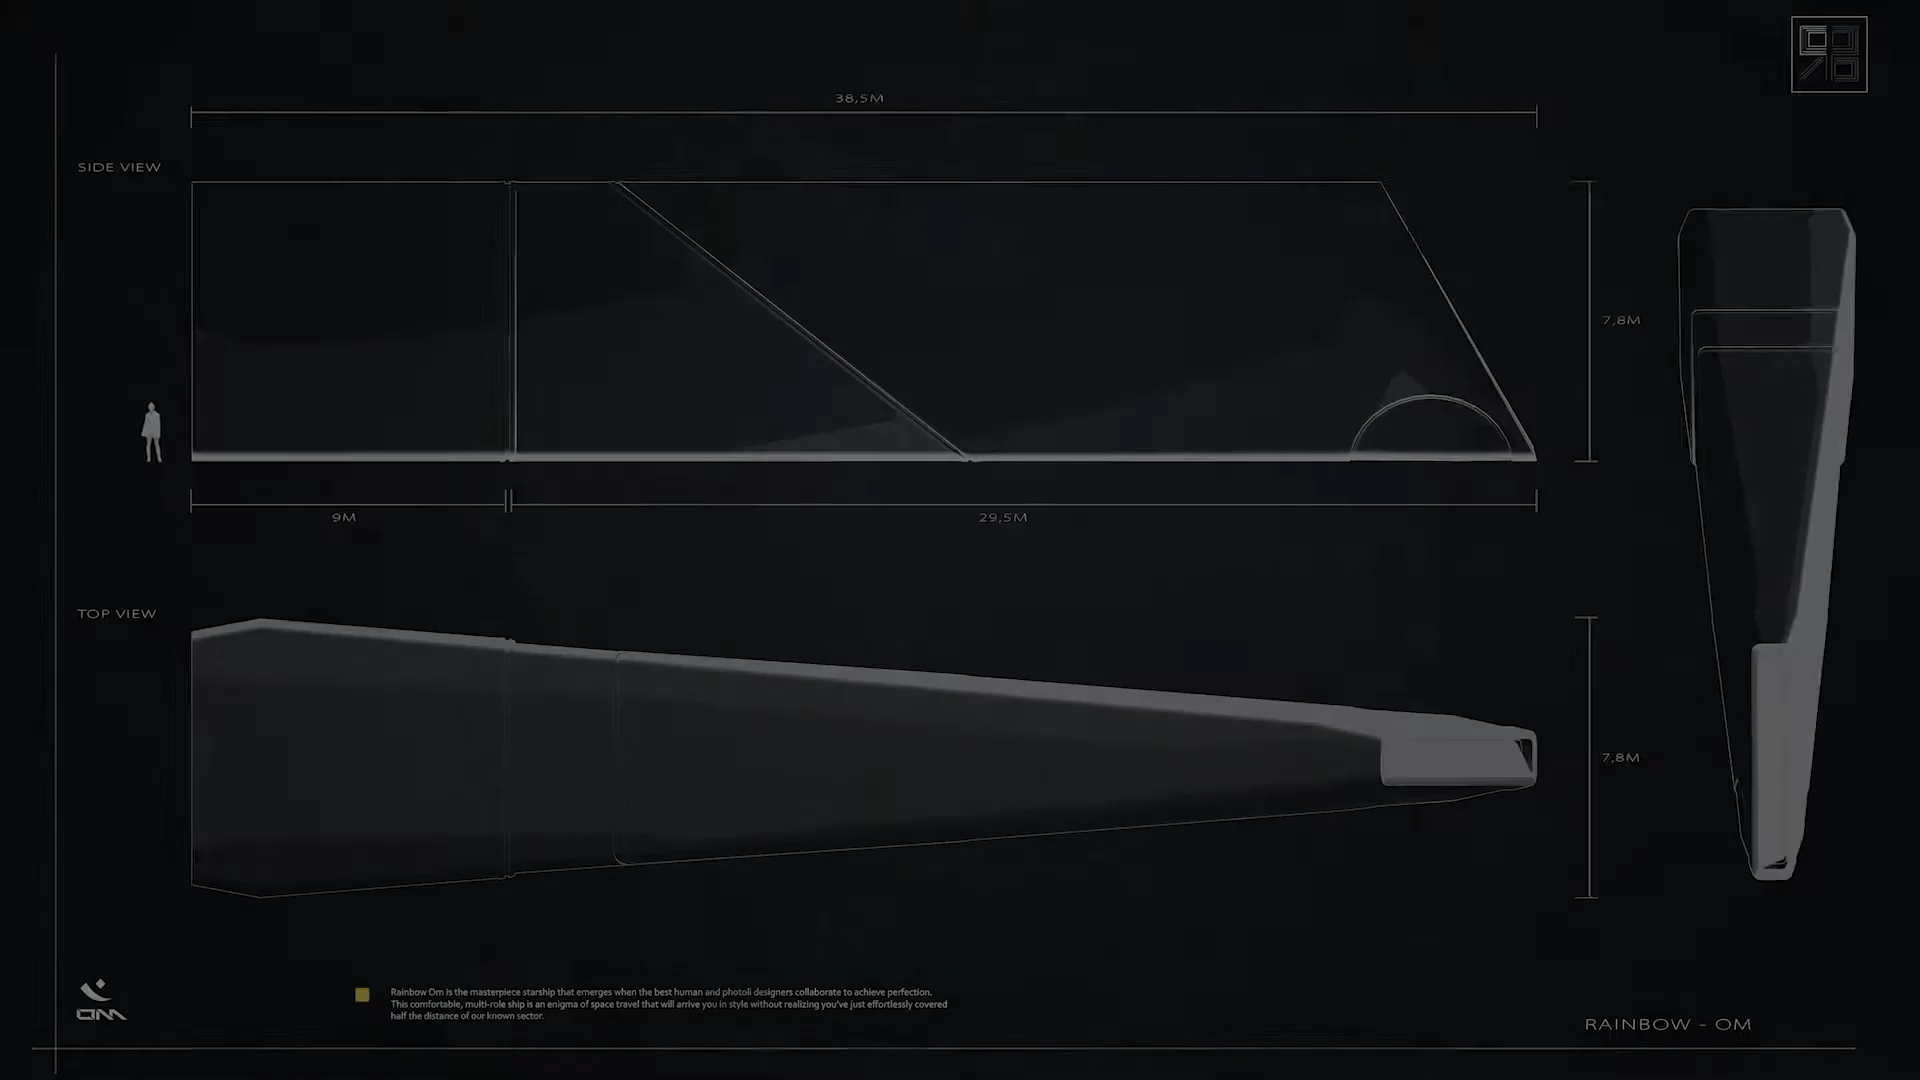 38,5M
SIDE VIEW
7,8M
9M
29,5M
TOP VIEW
7,8M
OM
Rainbow Om is the masterpiece starship that emerges when the best human and photoli designers collaborate to achieve perfection.
This comfortable, multi-role ship is an enigma of space travel that will arrive you in style without realizing you've just effortlessly covered
half the distance of our known sector.
RAINBOW - OM